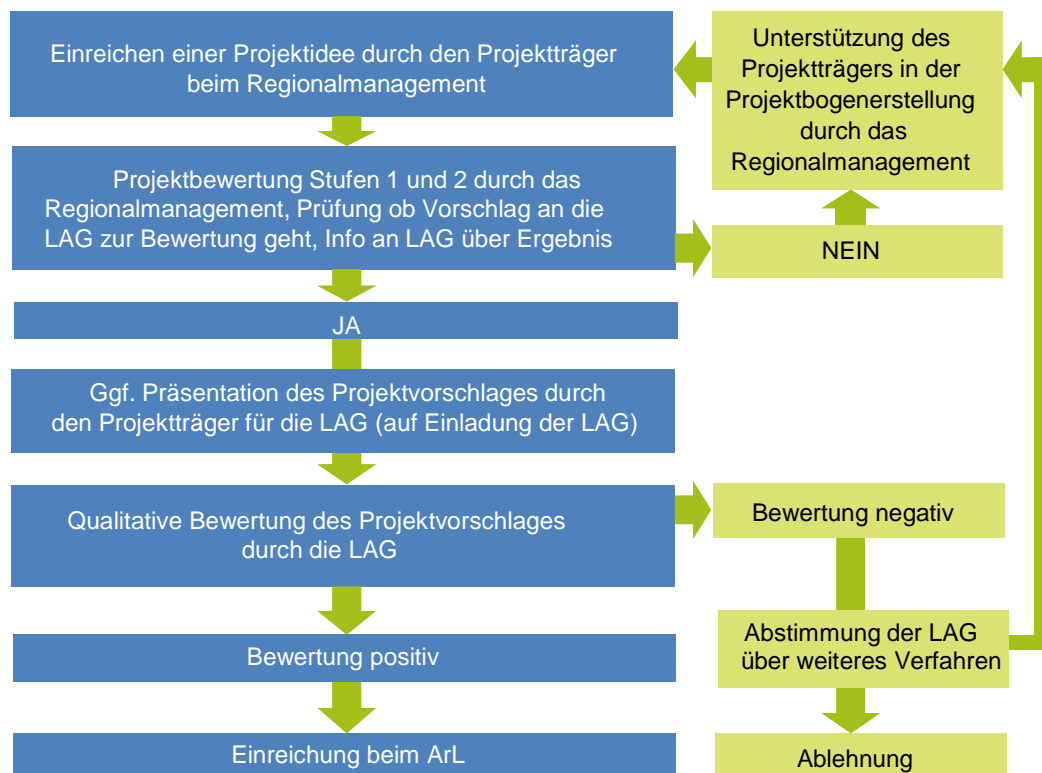 Einreichen einer Projektidee durch den Projektträger
beim Regionalmanagement
Unterstützung des
Projektträgers in der
Projektbogenerstellung
durch das
Regionalmanagement
Projektbewertung Stufen 1 und 2 durch das
Regionalmanagement, Prüfung ob Vorschlag an die
LAG zur Bewertung geht, Info an LAG über Ergebnis
NEIN
JA
Ggf. Präsentation des Projektvorschlages durch
den Projektträger für die LAG (auf Einladung der LAG)
Qualitative Bewertung des Projektvorschlages
durch die LAG
Bewertung negativ
Bewertung positiv
Abstimmung der LAG
über weiteres Verfahren
Einreichung beim ArL
Ablehnung